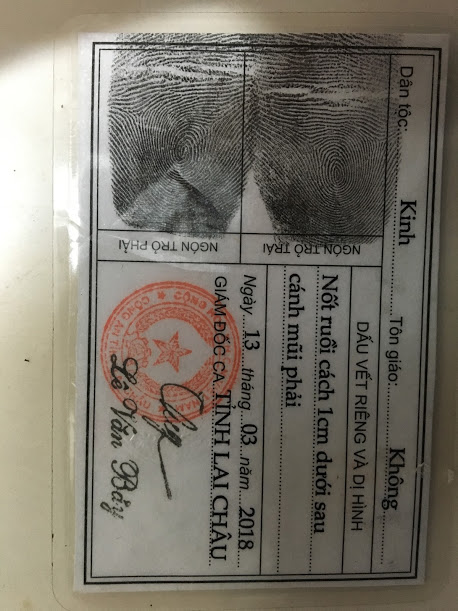 Dân tộc: Kinh Tôn giáo: Không
DẤU VẾT RIÊNG VÀ DỊ HÌNH
Nốt ruồi cách 1cm dưới sau
cánh mũi phải
NGÓN TRỎ TRÁI
NGÓN TRỎ PHẢI
Ngày 13 tháng 03 năm 2018
GIÁM ĐỐC CA TỈNH LAI CHÂU
Lê Văn Bảy